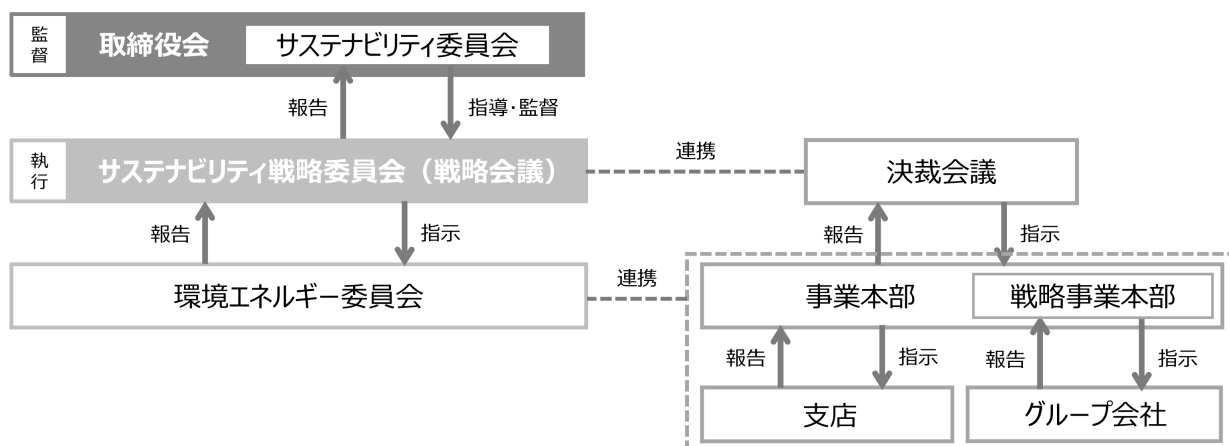 監督
取締役会
サステナビリティ委員会
報告
指導・監督
執行
サステナビリティ戦略委員会（戦略会議）
連携
決裁会議
報告
指示
報告
指示
環境エネルギー委員会
連携
事業本部
戦略事業本部
報告
指示
報告
指示
支店
グループ会社